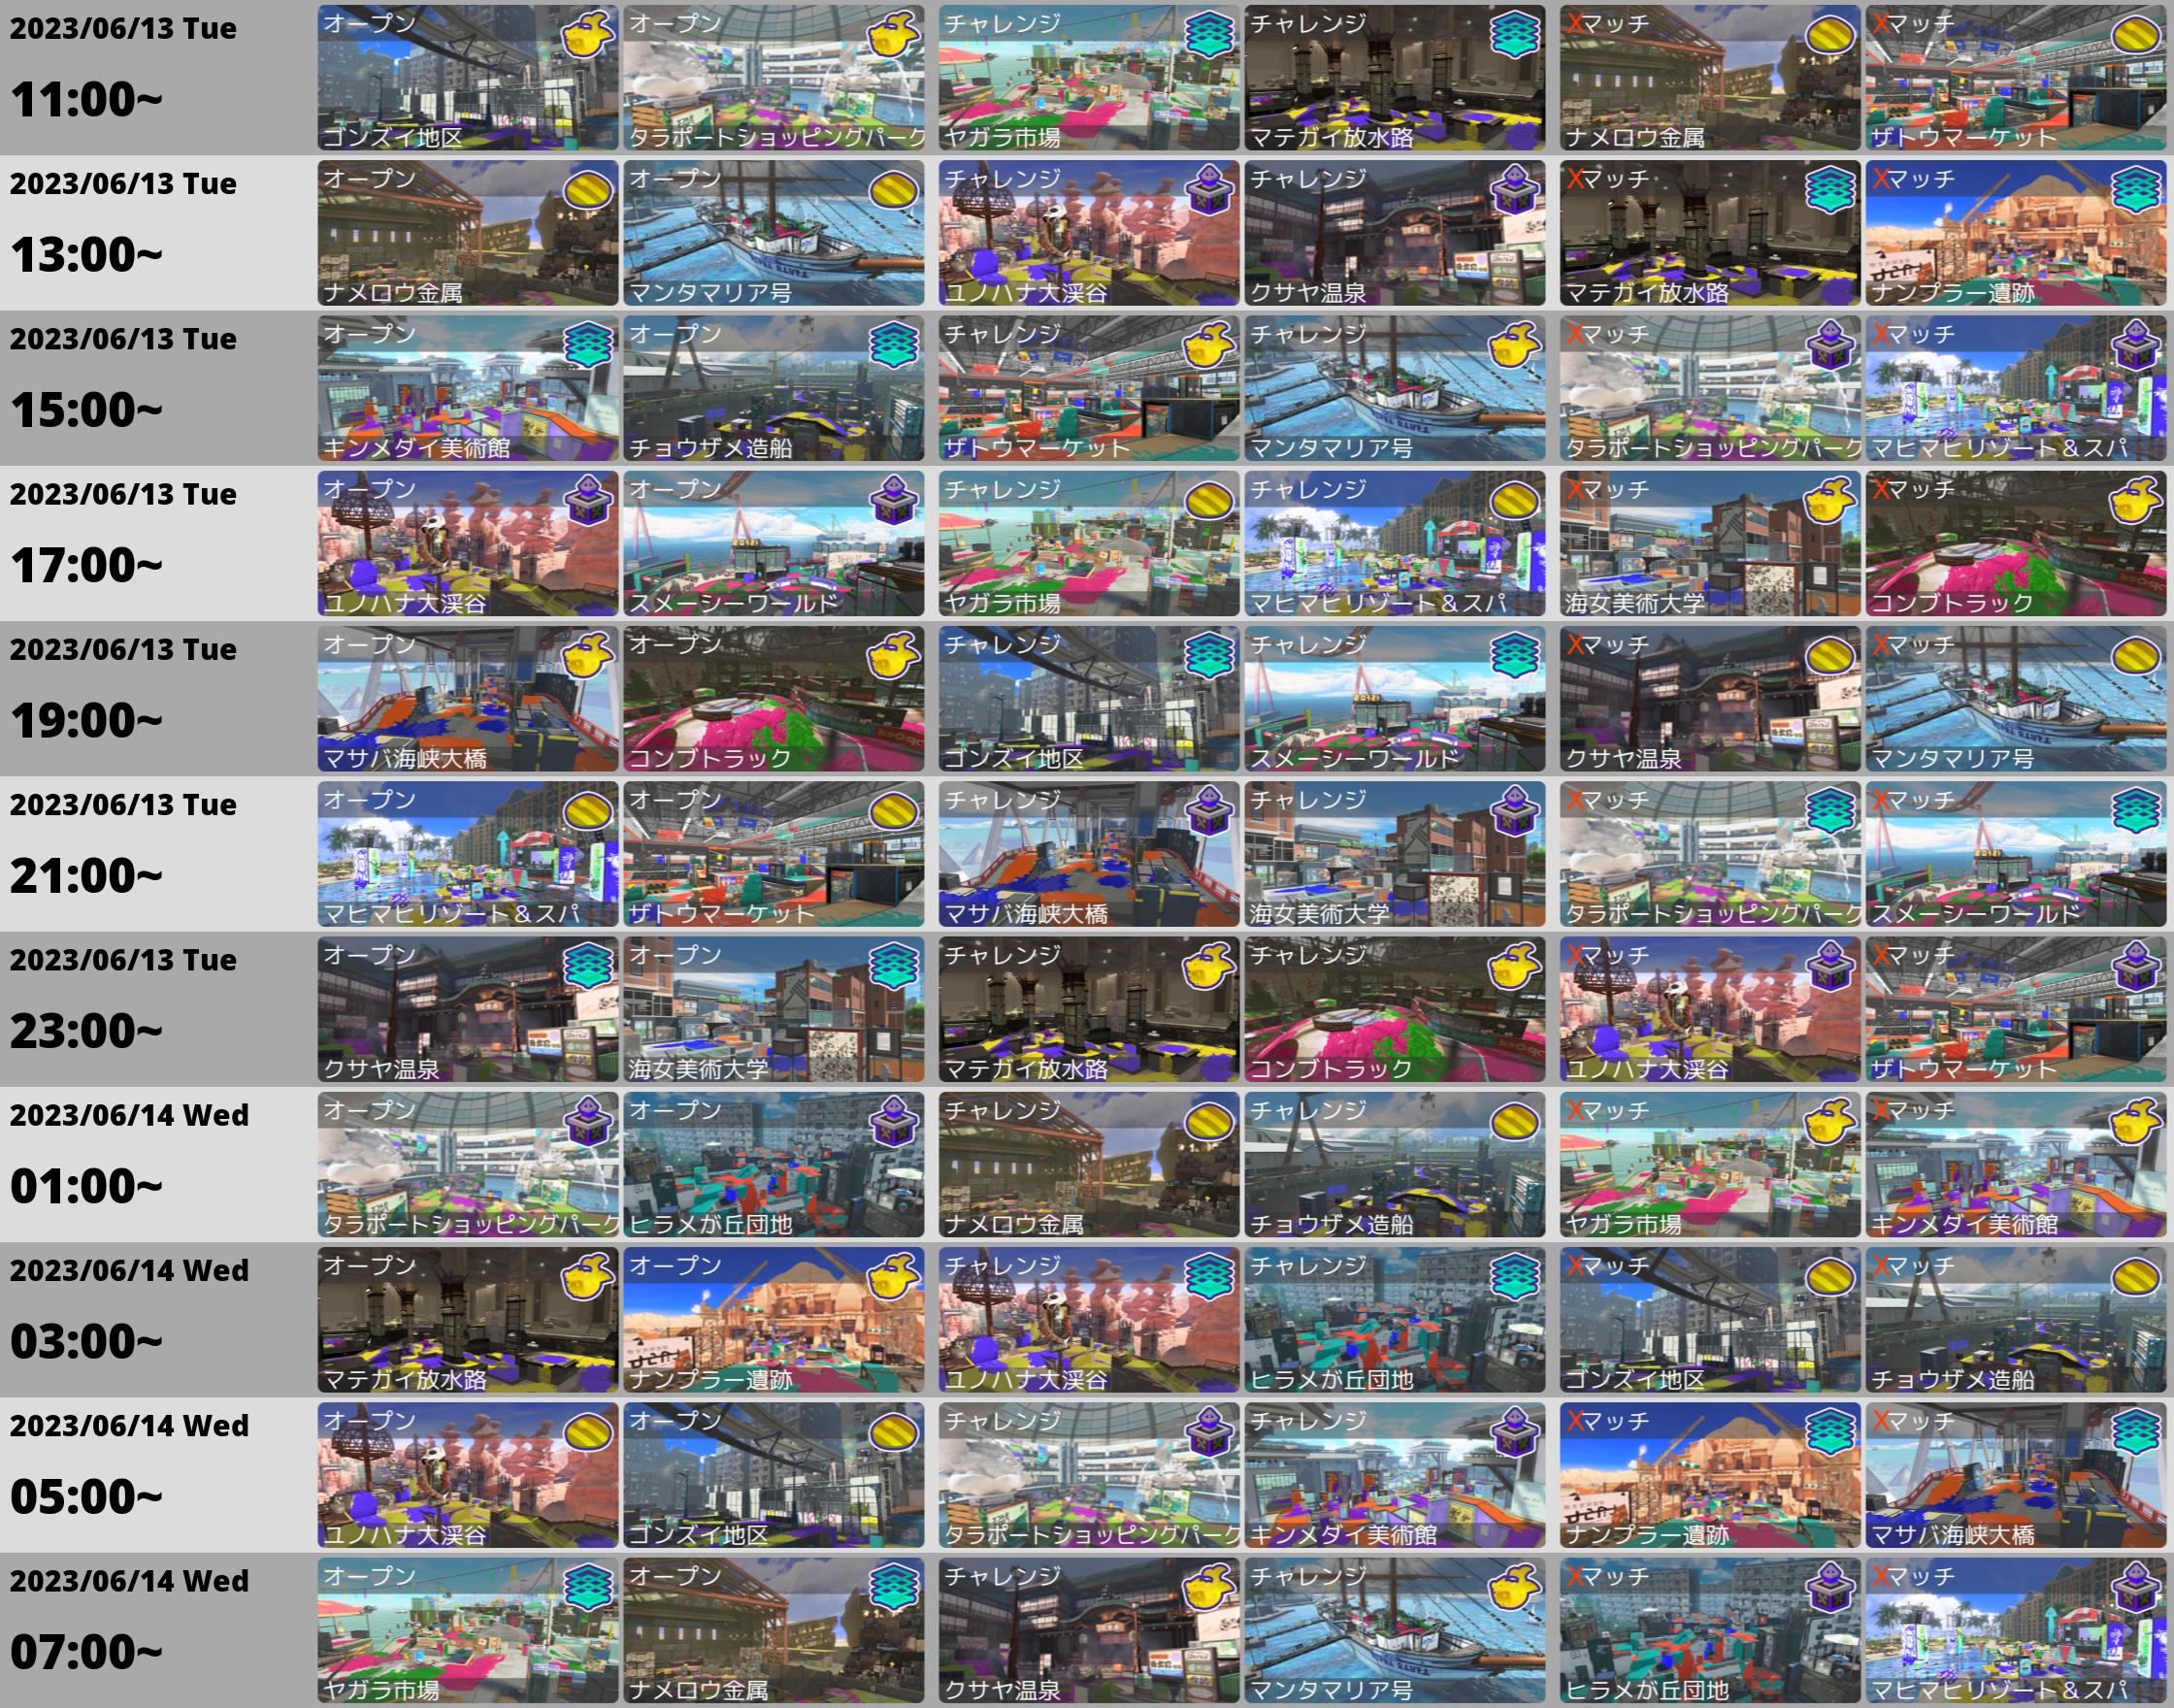 2023/06/13 Tue
11:00~
オープン
ゴンズイ地区
オープン
タラポートショッピングパーク
チャレンジ
ヤガラ市場
チャレンジ
マテガイ放水路
Xマッチ
ナメロウ金属
Xマッチ
ザトウマーケット
2023/06/13 Tue
13:00~
オープン
ナメロウ金属
オープン
マンタマリア号
チャレンジ
ユノハナ大渓谷
チャレンジ
クサヤ温泉
Xマッチ
マテガイ放水路
Xマッチ
ナンプラー遺跡
2023/06/13 Tue
15:00~
オープン
キンメダイ美術館
オープン
チョウザメ造船
チャレンジ
ザトウマーケット
チャレンジ
マンタマリア号
Xマッチ
タラポートショッピングパーク
Xマッチ
マヒマヒリゾート&スパ
2023/06/13 Tue
17:00~
オープン
ユノハナ大渓谷
オープン
スメーシーワールド
チャレンジ
ヤガラ市場
チャレンジ
マヒマヒリゾート&スパ
Xマッチ
海女美術大学
Xマッチ
コンブトラック
2023/06/13 Tue
19:00~
オープン
マサバ海峡大橋
オープン
コンブトラック
チャレンジ
ゴンズイ地区
チャレンジ
スメーシーワールド
Xマッチ
クサヤ温泉
Xマッチ
マンタマリア号
2023/06/13 Tue
21:00~
オープン
マヒマヒリゾート&スパ
オープン
ザトウマーケット
チャレンジ
マサバ海峡大橋
チャレンジ
海女美術大学
Xマッチ
タラポートショッピングパーク
Xマッチ
スメーシーワールド
2023/06/13 Tue
23:00~
オープン
クサヤ温泉
オープン
海女美術大学
チャレンジ
マテガイ放水路
チャレンジ
コンブトラック
Xマッチ
ユノハナ大渓谷
Xマッチ
ザトウマーケット
2023/06/14 Wed
01:00~
オープン
タラポートショッピングパーク
オープン
ヒラメが丘団地
チャレンジ
ナメロウ金属
チャレンジ
チョウザメ造船
Xマッチ
ヤガラ市場
Xマッチ
キンメダイ美術館
2023/06/14 Wed
03:00~
オープン
マテガイ放水路
オープン
ナンプラー遺跡
チャレンジ
ユノハナ大渓谷
チャレンジ
ヒラメが丘団地
Xマッチ
ゴンズイ地区
Xマッチ
チョウザメ造船
2023/06/14 Wed
05:00~
オープン
ユノハナ大渓谷
オープン
ゴンズイ地区
チャレンジ
タラポートショッピングパーク
チャレンジ
キンメダイ美術館
Xマッチ
ナンプラー遺跡
Xマッチ
マサバ海峡大橋
2023/06/14 Wed
07:00~
オープン
ヤガラ市場
オープン
ナメロウ金属
チャレンジ
クサヤ温泉
チャレンジ
マンタマリア号
Xマッチ
ヒラメが丘団地
Xマッチ
マヒマヒリゾート&スパ